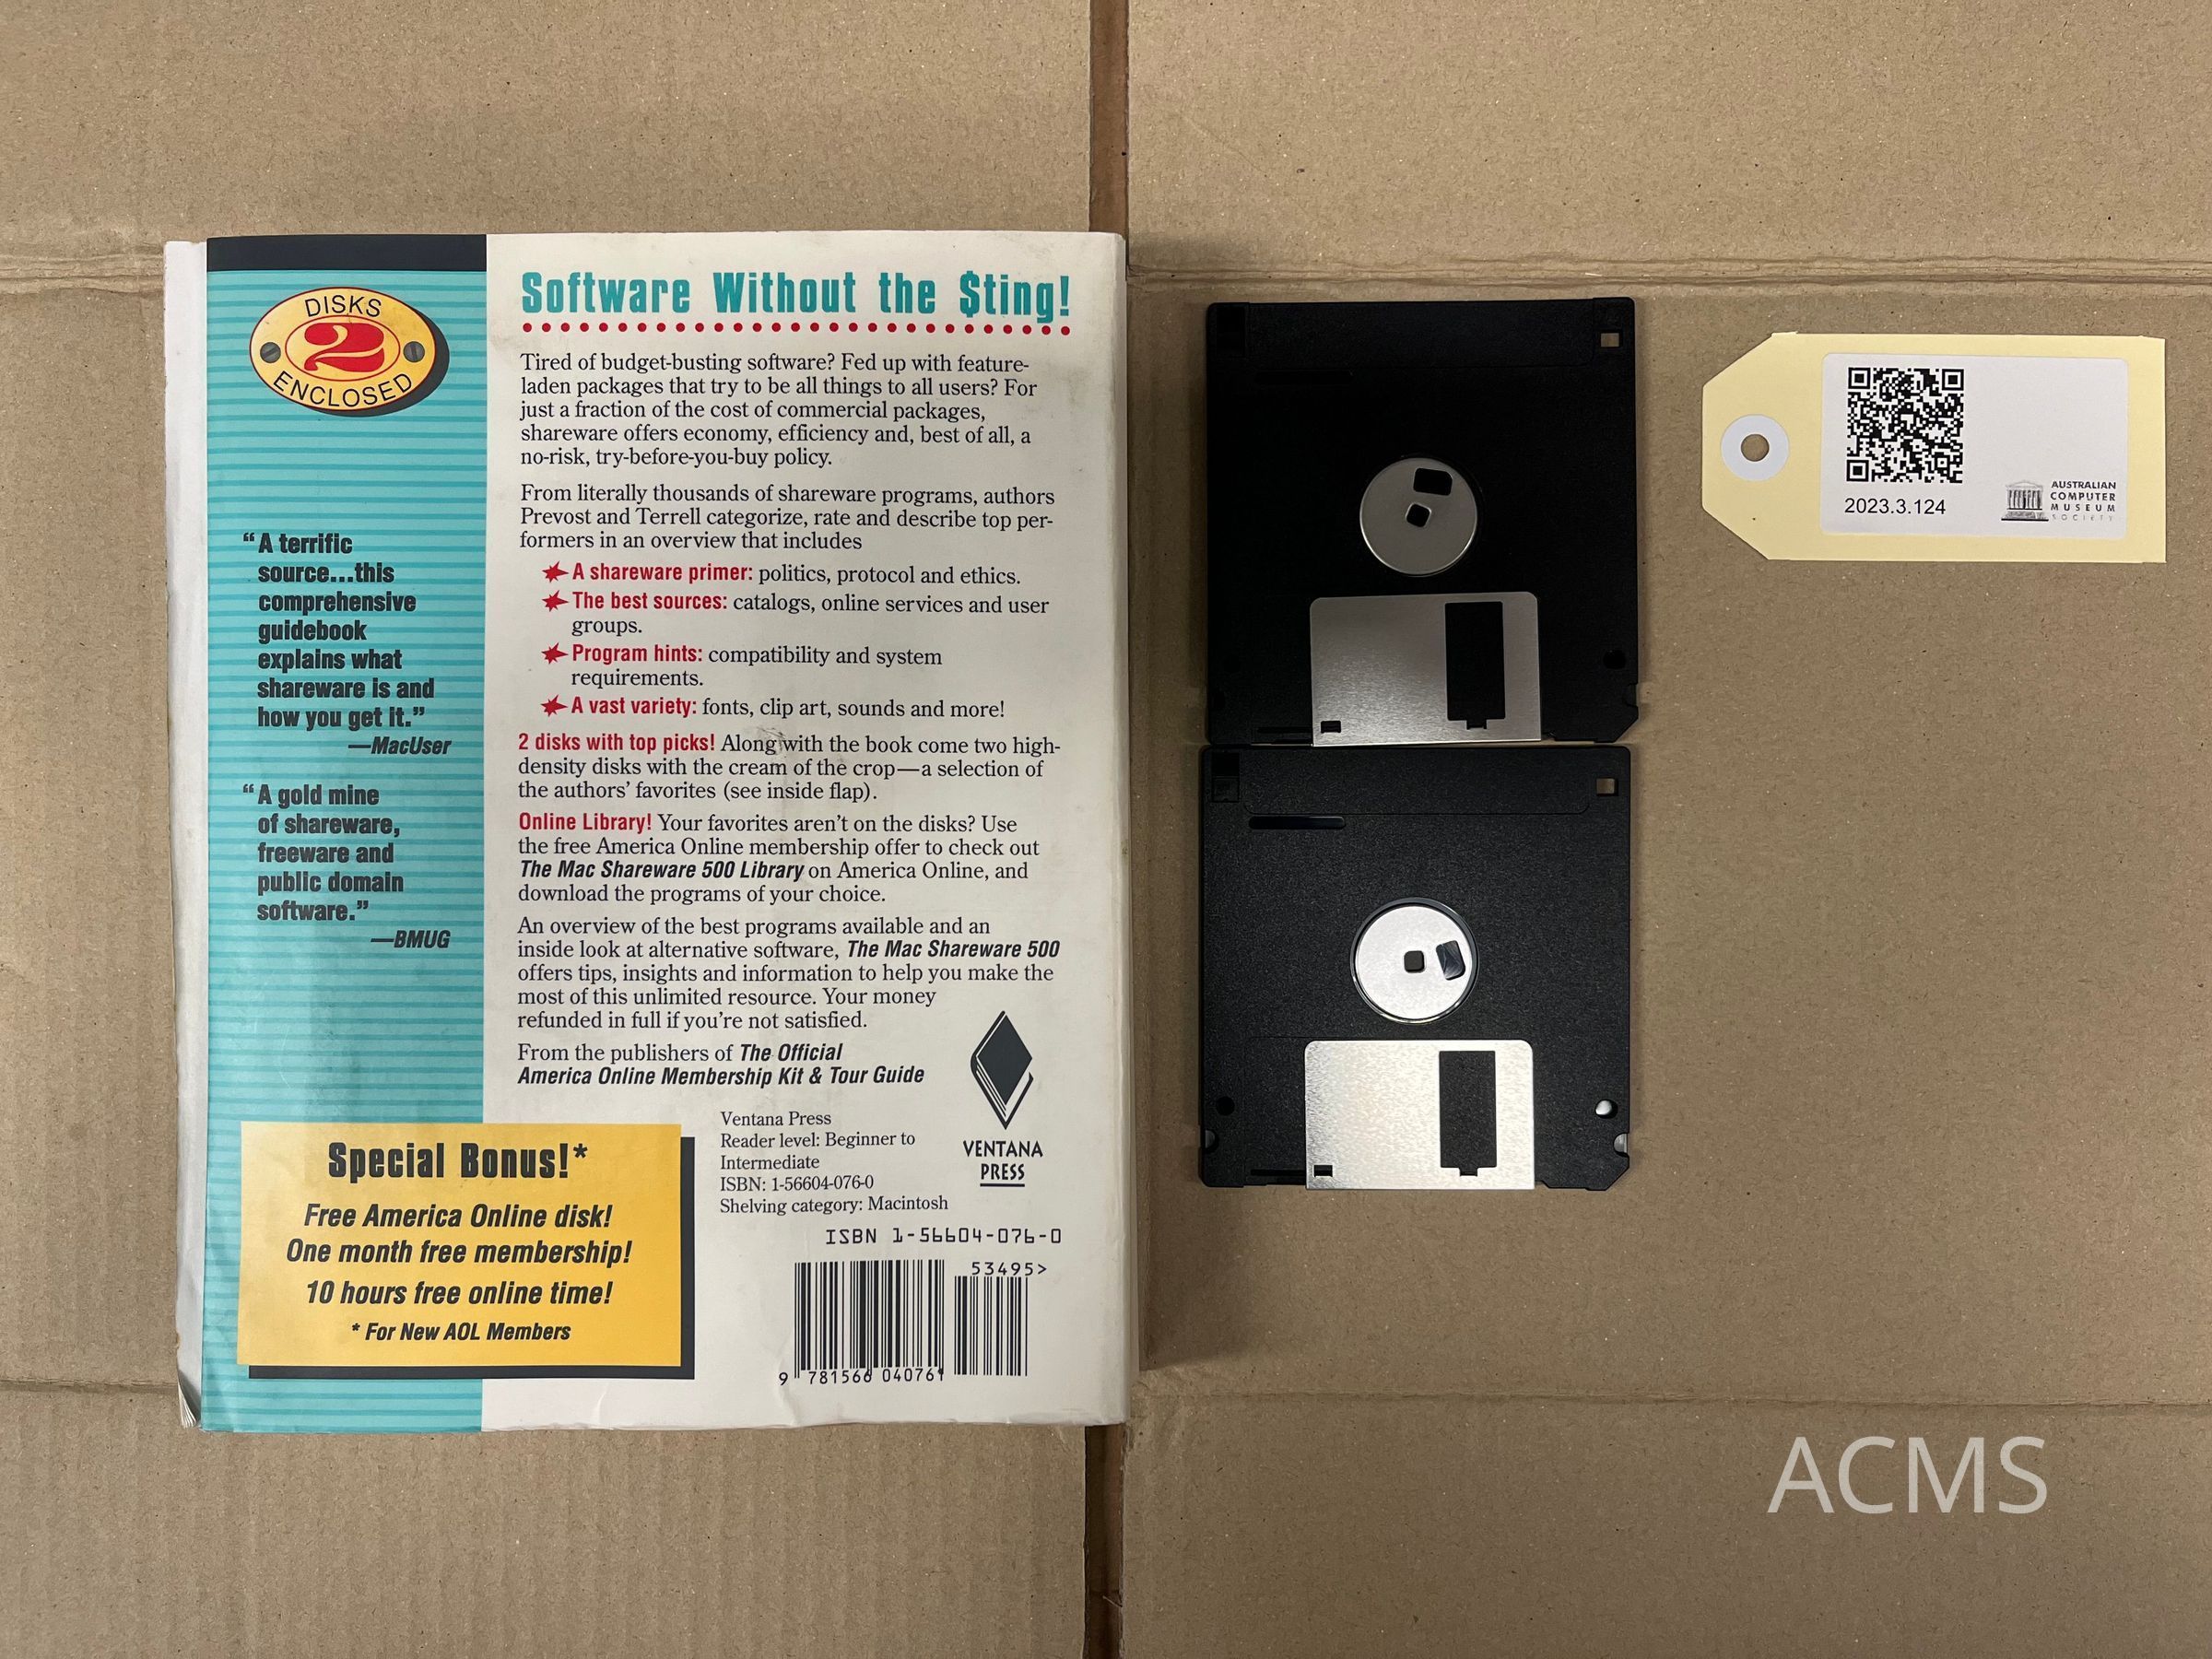 DISKS
2
ENCLOSED
“A terrific
source...this
comprehensive
guidebook
explains what
shareware is and
how you get it.”
—MacUser
“A gold mine
of shareware,
freeware and
public domain
software.”
—BMUG
Special Bonus!*
Free America Online disk!
One month free membership!
10 hours free online time!
* For New AOL Members
Software Without the $ting!
Tired of budget-busting software? Fed up with feature-
laden packages that try to be all things to all users? For
just a fraction of the cost of commercial packages,
shareware offers economy, efficiency and, best of all, a
no-risk, try-before-you-buy policy.
From literally thousands of shareware programs, authors
Prevost and Terrell categorize, rate and describe top per-
formers in an overview that includes
A shareware primer: politics, protocol and ethics.
The best sources: catalogs, online services and user
groups.
Program hints: compatibility and system
requirements.
A vast variety: fonts, clip art, sounds and more!
2 disks with top picks! Along with the book come two high-
density disks with the cream of the crop—a selection of
the authors’ favorites (see inside flap).
Online Library! Your favorites aren’t on the disks? Use
the free America Online membership offer to check out
The Mac Shareware 500 Library on America Online, and
download the programs of your choice.
An overview of the best programs available and an
inside look at alternative software, The Mac Shareware 500
offers tips, insights and information to help you make the
most of this unlimited resource. Your money
refunded in full if you’re not satisfied.
From the publishers of The Official
America Online Membership Kit & Tour Guide
VENTANA
PRESS
Ventana Press
Reader level: Beginner to
Intermediate
ISBN: 1-56604-076-0
Shelving category: Macintosh
ISBN 1-56604-076-0
53495>
9 781566 040761
2023.3.124
AUSTRALIAN
COMPUTER
MUSEUM
SOCIETY
ACMS